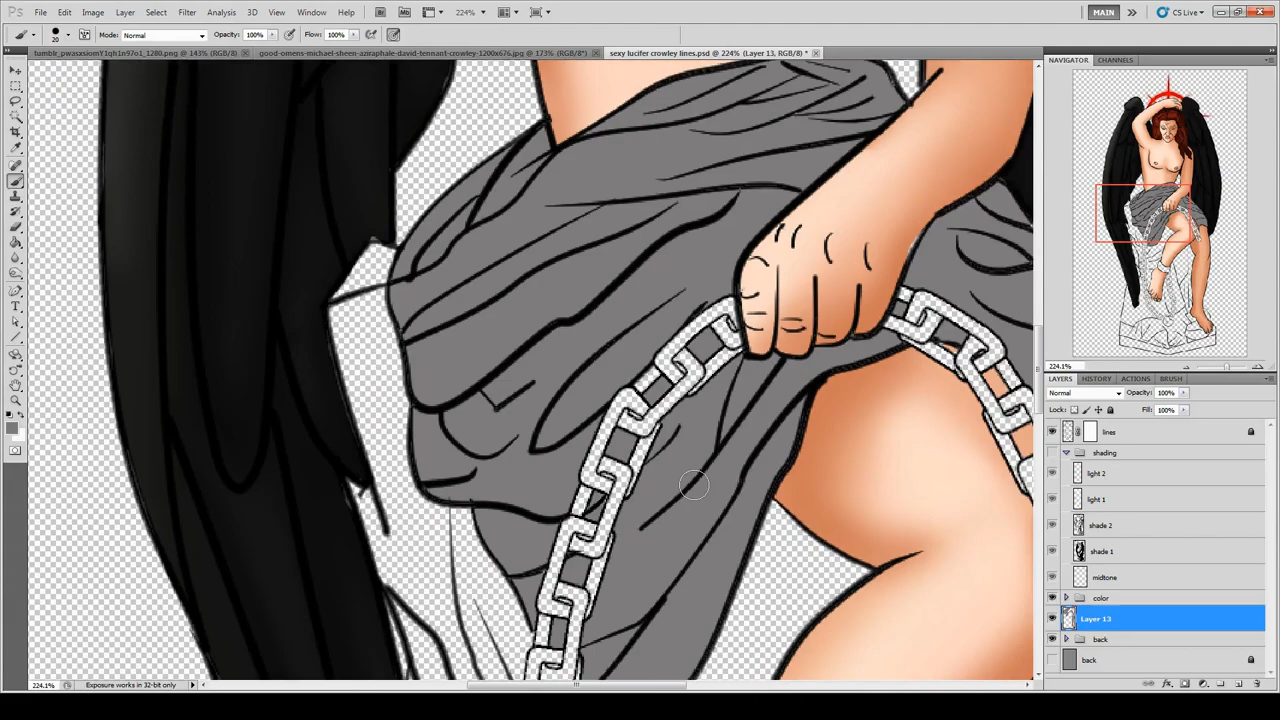 Ps File Edit Image Layer Select Filter Analysis 3D View Window Help Br Mb 224% MAIN CS Live
20 Mode: Normal Opacity: 100% Flow: 100%
tumblr_pwasxsiomY1qh1n97o1_1280.png @ 143% (RGB/8) good-omens-michael-sheen-aziraphale-david-tennant-crowley-1200x676.jpg @ 173% (RGB/8*) sexy lucifer crowley lines.psd @ 224% (Layer 13, RGB/8) *
NAVIGATOR CHANNELS
224.1%
LAYERS HISTORY ACTIONS BRUSH
Normal Opacity: 100%
Lock: Fill: 100%
lines
shading
light 2
light 1
shade 2
shade 1
midtone
color
Layer 13
back
back
224.1% Exposure works in 32-bit only